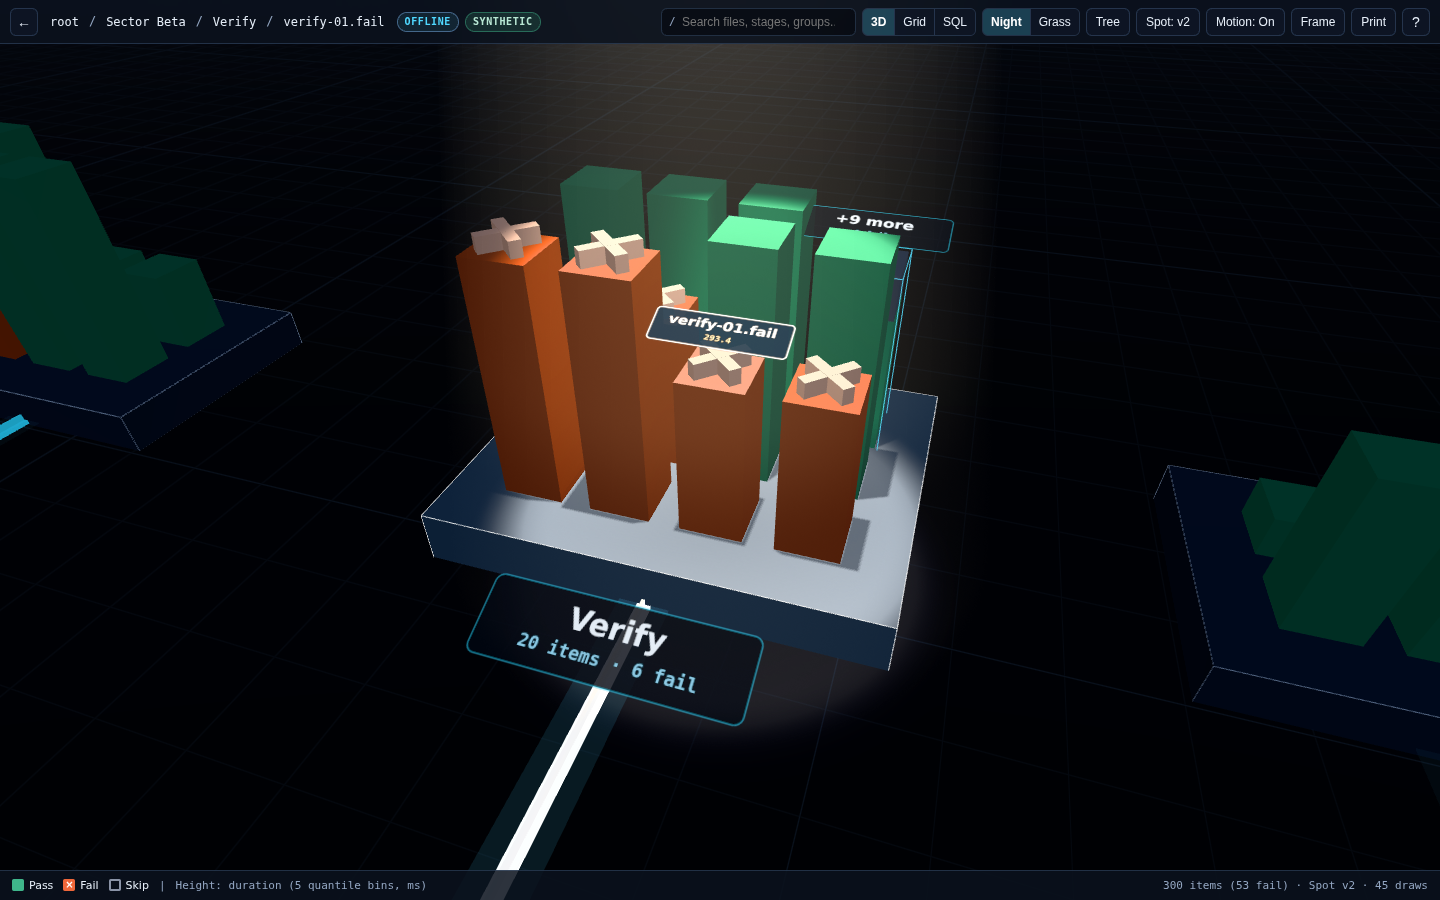 ← root / Sector Beta / Verify / verify-01.fail OFFLINE SYNTHETIC / Search files, stages, groups.. 3D Grid SQL Night Grass Tree Spot: v2 Motion: On Frame Print ?
+9 more
verify-01.fail
293.4
Verify
20 items · 6 fail
Pass Fail Skip | Height: duration (5 quantile bins, ms) 300 items (53 fail) · Spot v2 · 45 draws